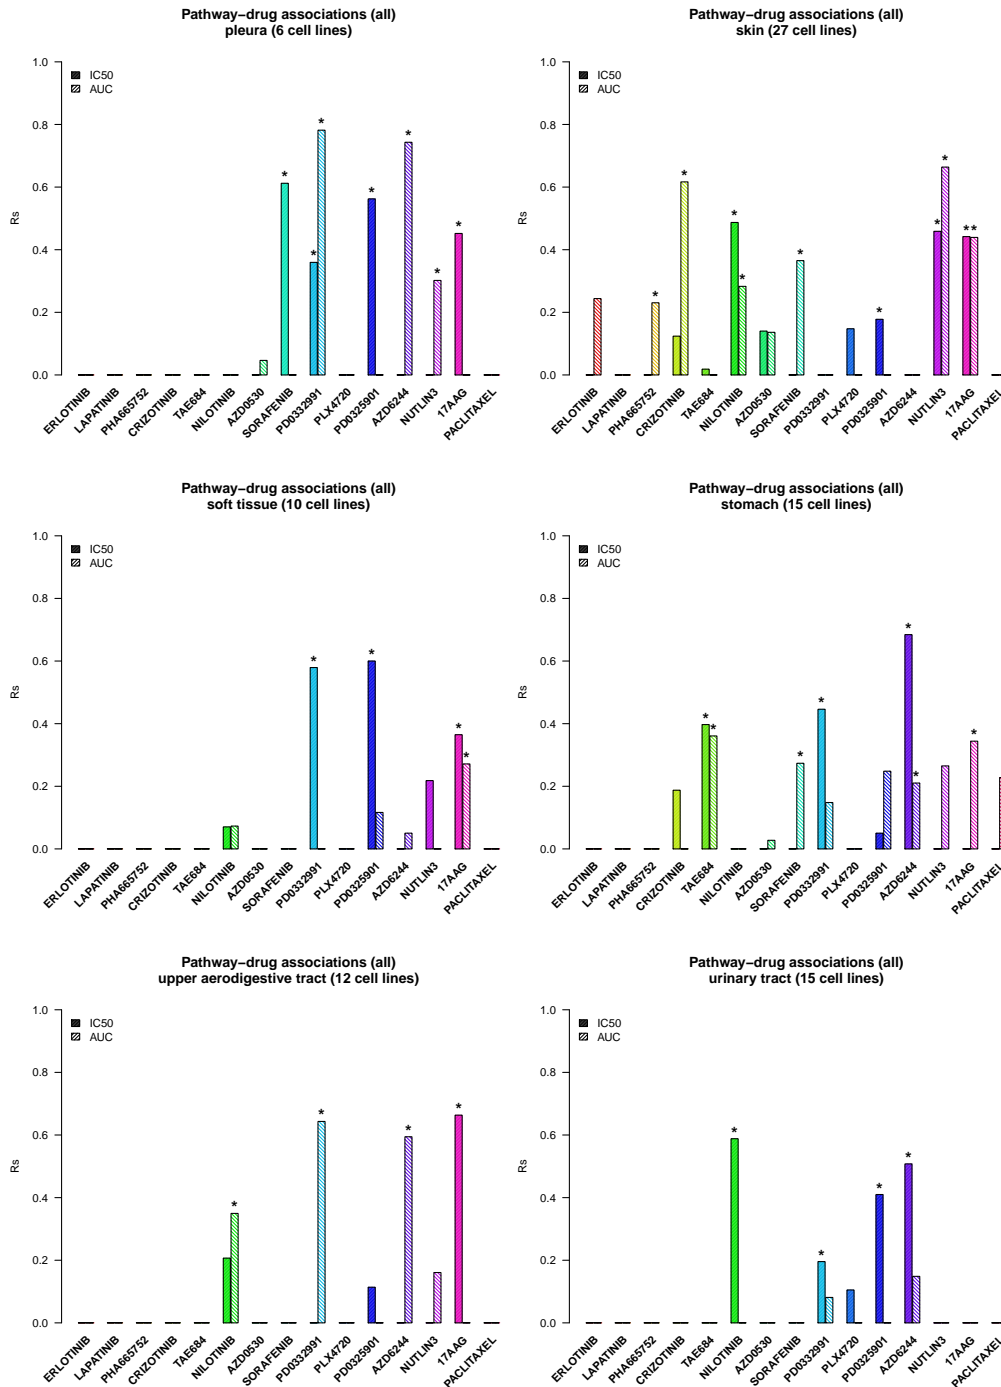 Pathway−drug associations (all)
pleura (6 cell lines)
IC50
AUC
Rs
1.0
0.8
0.6
0.4
0.2
0.0
* * * * * * *
ERLOTINIB
LAPATINIB
PHA665752
CRIZOTINIB
TAE684
NILOTINIB
AZD0530
SORAFENIB
PD0332991
PLX4720
PD0325901
AZD6244
NUTLIN3
17AAG
PACLITAXEL
Pathway−drug associations (all)
skin (27 cell lines)
IC50
AUC
Rs
1.0
0.8
0.6
0.4
0.2
0.0
* * * * * * * * * *
ERLOTINIB
LAPATINIB
PHA665752
CRIZOTINIB
TAE684
NILOTINIB
AZD0530
SORAFENIB
PD0332991
PLX4720
PD0325901
AZD6244
NUTLIN3
17AAG
PACLITAXEL
Pathway−drug associations (all)
soft tissue (10 cell lines)
IC50
AUC
Rs
1.0
0.8
0.6
0.4
0.2
0.0
* * * *
ERLOTINIB
LAPATINIB
PHA665752
CRIZOTINIB
TAE684
NILOTINIB
AZD0530
SORAFENIB
PD0332991
PLX4720
PD0325901
AZD6244
NUTLIN3
17AAG
PACLITAXEL
Pathway−drug associations (all)
stomach (15 cell lines)
IC50
AUC
Rs
1.0
0.8
0.6
0.4
0.2
0.0
* * * * * * *
ERLOTINIB
LAPATINIB
PHA665752
CRIZOTINIB
TAE684
NILOTINIB
AZD0530
SORAFENIB
PD0332991
PLX4720
PD0325901
AZD6244
NUTLIN3
17AAG
PACLITAXEL
Pathway−drug associations (all)
upper aerodigestive tract (12 cell lines)
IC50
AUC
Rs
1.0
0.8
0.6
0.4
0.2
0.0
* * * *
ERLOTINIB
LAPATINIB
PHA665752
CRIZOTINIB
TAE684
NILOTINIB
AZD0530
SORAFENIB
PD0332991
PLX4720
PD0325901
AZD6244
NUTLIN3
17AAG
PACLITAXEL
Pathway−drug associations (all)
urinary tract (15 cell lines)
IC50
AUC
Rs
1.0
0.8
0.6
0.4
0.2
0.0
* * * *
ERLOTINIB
LAPATINIB
PHA665752
CRIZOTINIB
TAE684
NILOTINIB
AZD0530
SORAFENIB
PD0332991
PLX4720
PD0325901
AZD6244
NUTLIN3
17AAG
PACLITAXEL